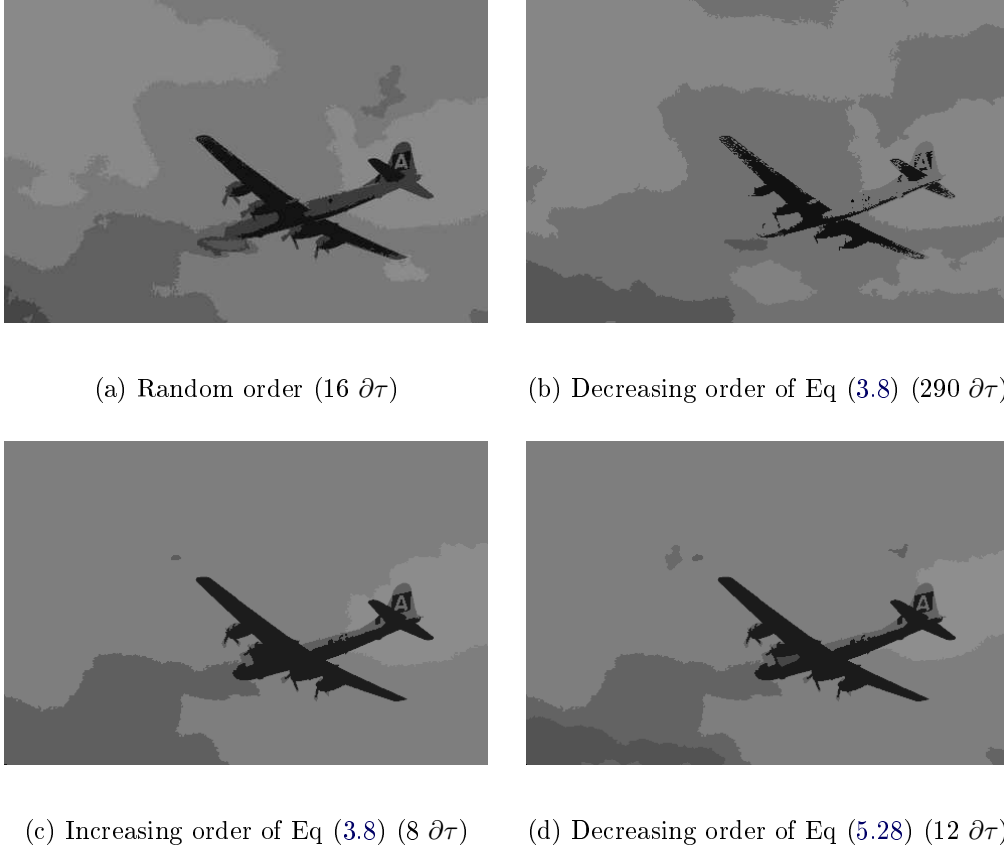 A
A
(a) Random order (16 ∂τ)
(b) Decreasing order of Eq (3.8) (290 ∂τ)
A
A
(c) Increasing order of Eq (3.8) (8 ∂τ)
(d) Decreasing order of Eq (5.28) (12 ∂τ)